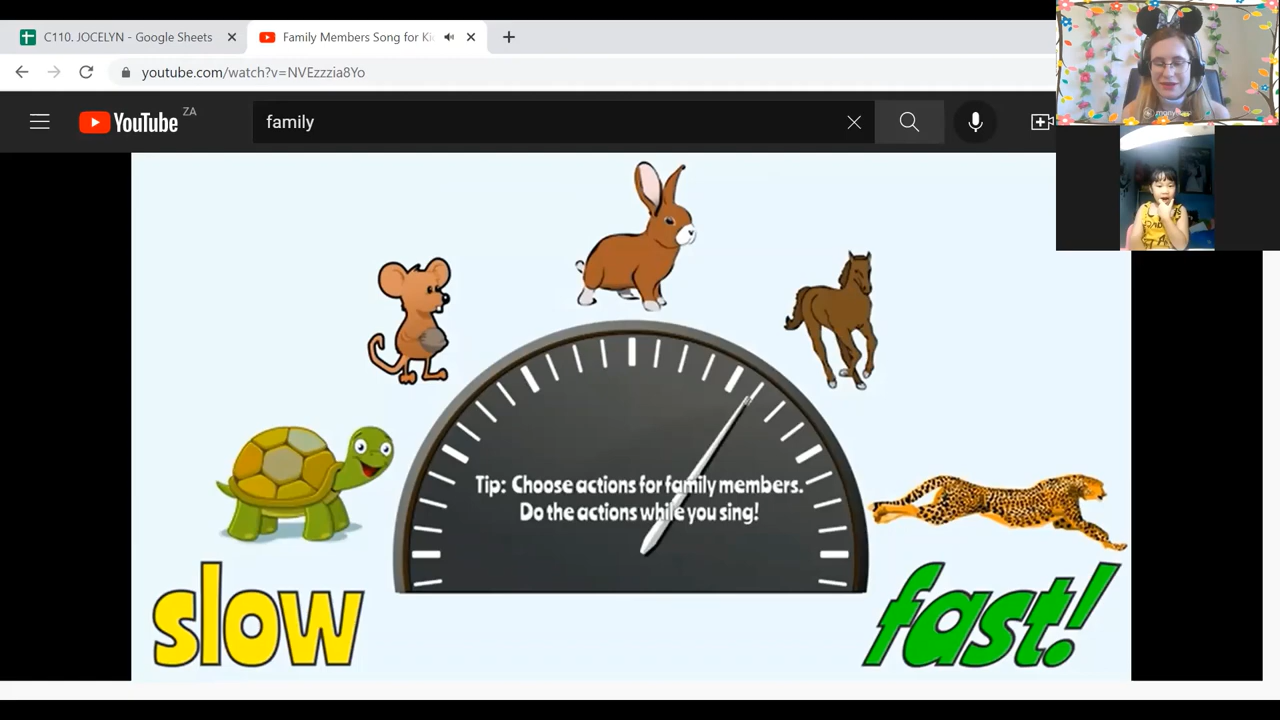 C110. JOCELYN - Google Sheets
Family Members Song for Ki
youtube.com/watch?v=NVEzzzia8Yo
YouTube ZA
family
Tip: Choose actions for family members.
Do the actions while you sing!
slow
fast!